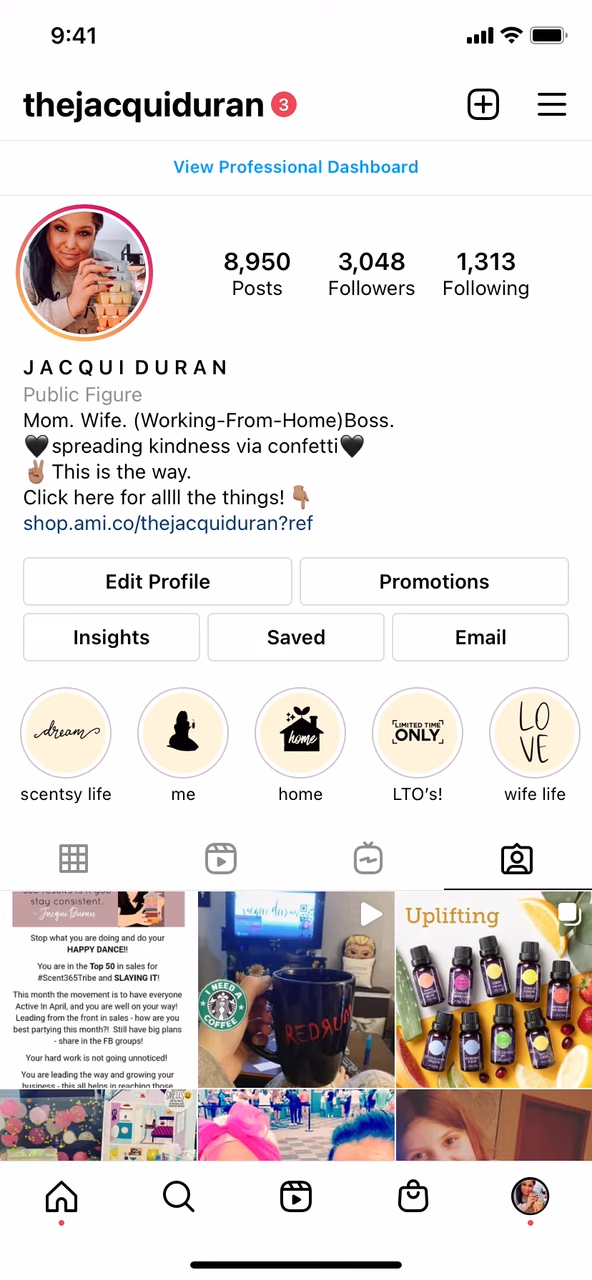 9:41
thejacquiduran 3
View Professional Dashboard
8,950 3,048 1,313
Posts Followers Following
JACQUI DURAN
Public Figure
Mom. Wife. (Working-From-Home)Boss.
🖤spreading kindness via confetti🖤
✌🏽 This is the way.
Click here for allll the things! 👇🏽
shop.ami.co/thejacquiduran?ref
Edit Profile Promotions
Insights Saved Email
dream home LIMITED TIME ONLY LOVE
scentsy life me home LTO's! wife life
stay consistent.
- Jacqui Duran
Stop what you are doing and do your
HAPPY DANCE!!
You are in the Top 50 in sales for
#Scent365Tribe and SLAYING IT!
This month the movement is to have everyone
Active In April, and you are well on your way!
Leading from the front in sales - how are you
best partying this month?! Still have big plans
- share in the FB groups!
Your hard work is not going unnoticed!
You are leading the way and growing your
business - this all helps in reaching those
I NEED A COFFEE
REDRUM
Uplifting